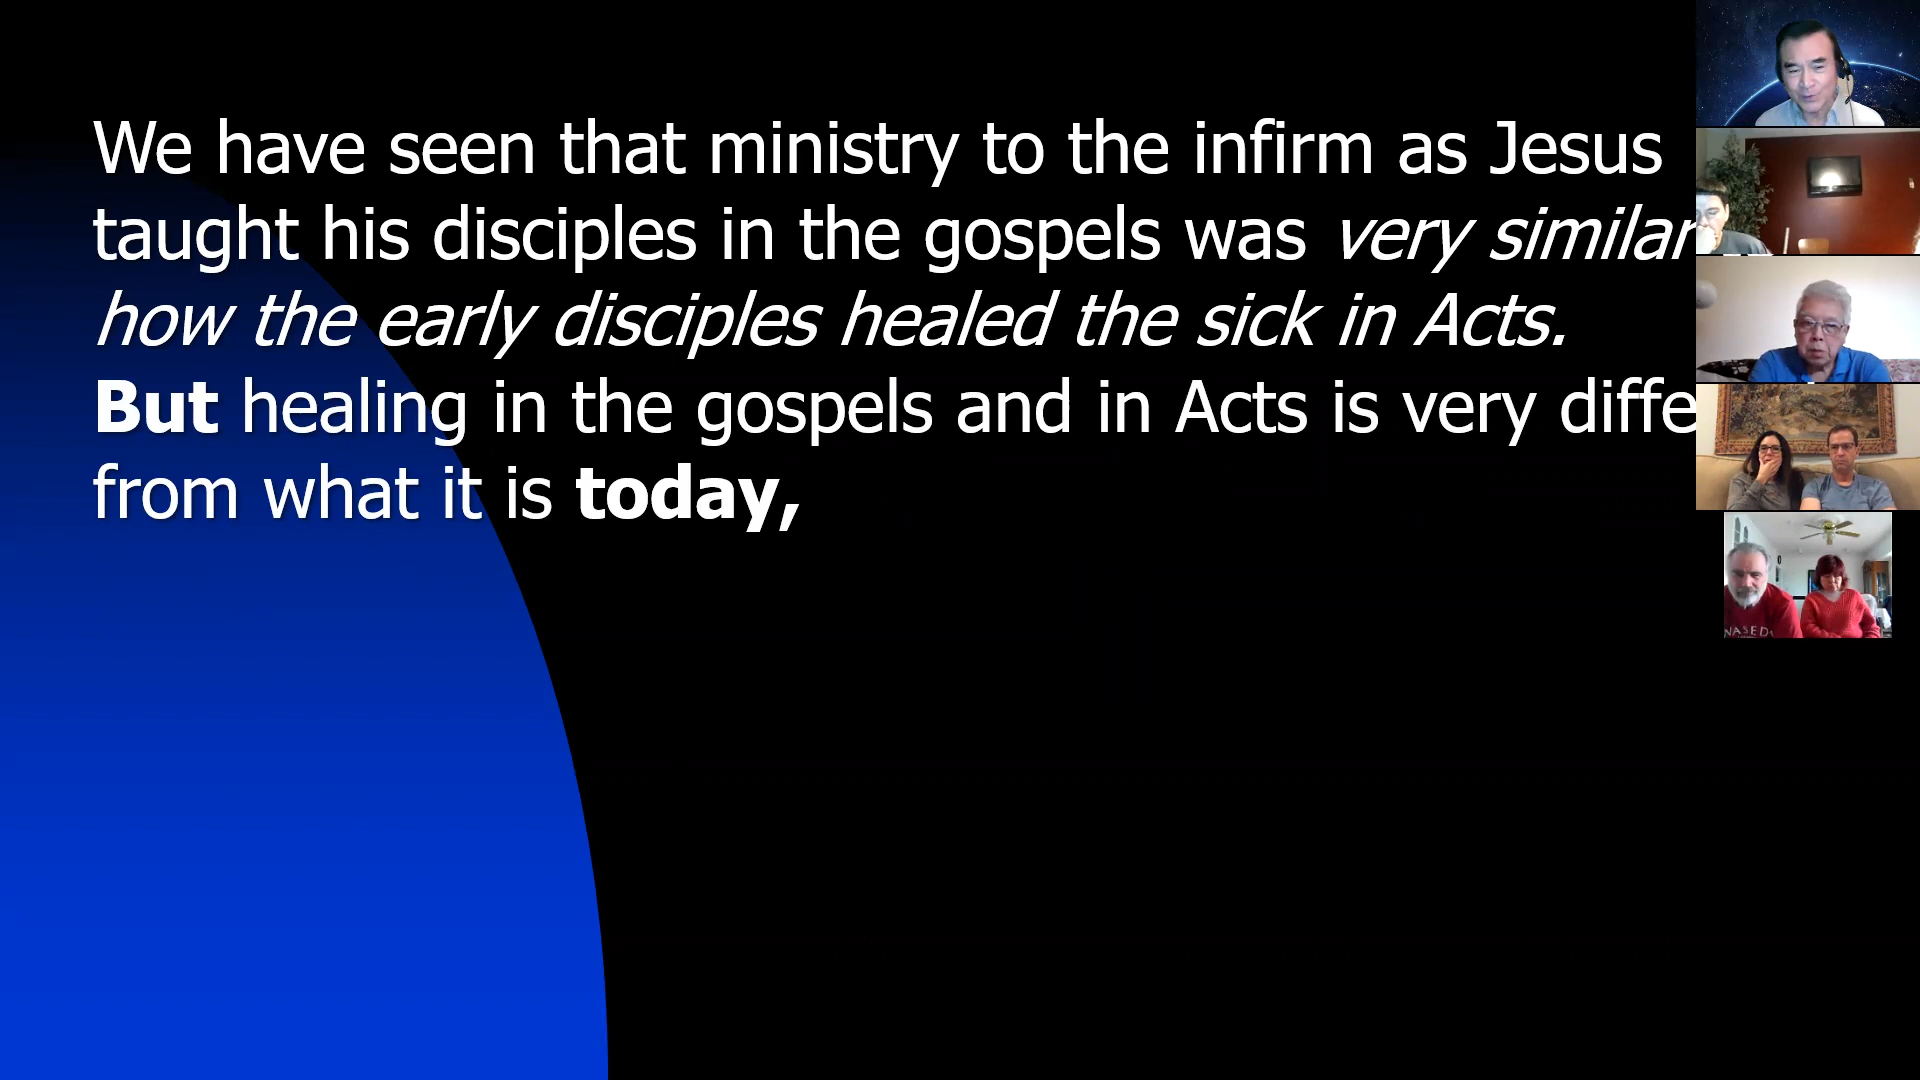 We have seen that ministry to the infirm as Jesus
taught his disciples in the gospels was very similar
how the early disciples healed the sick in Acts.
But healing in the gospels and in Acts is very diffe
from what it is today,